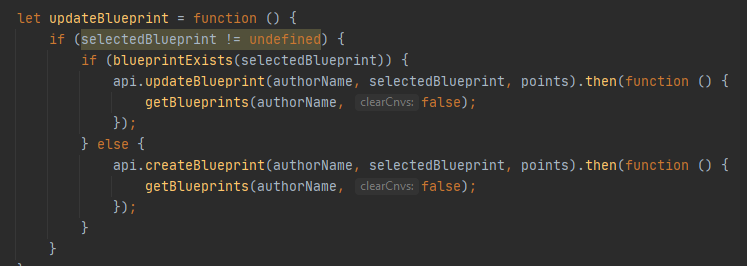 let updateBlueprint = function () {
    if (selectedBlueprint != undefined) {
        if (blueprintExists(selectedBlueprint)) {
            api.updateBlueprint(authorName, selectedBlueprint, points).then(function () {
                getBlueprints(authorName, clearCnvs: false);
            });
        } else {
            api.createBlueprint(authorName, selectedBlueprint, points).then(function () {
                getBlueprints(authorName, clearCnvs: false);
            });
        }
    }